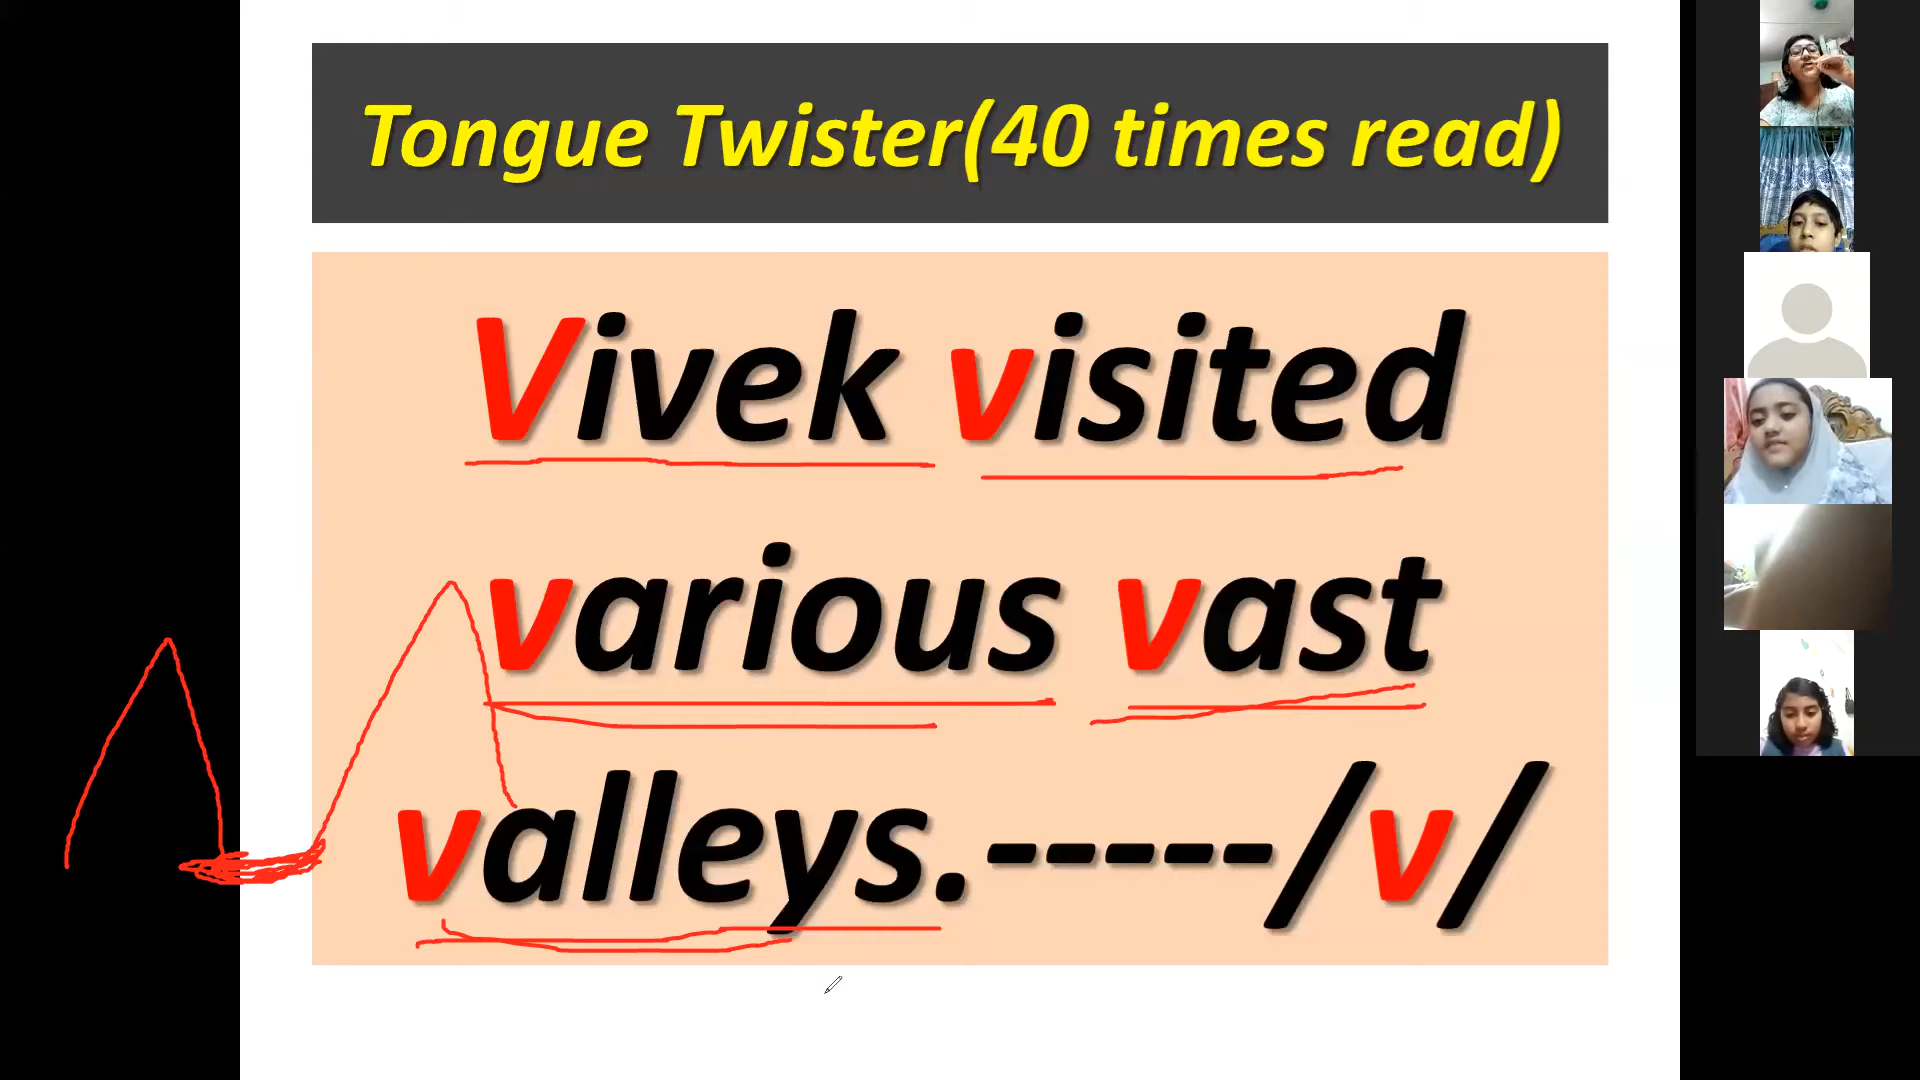 Tongue Twister(40 times read)
Vivek visited
various vast
valleys.-----/v/